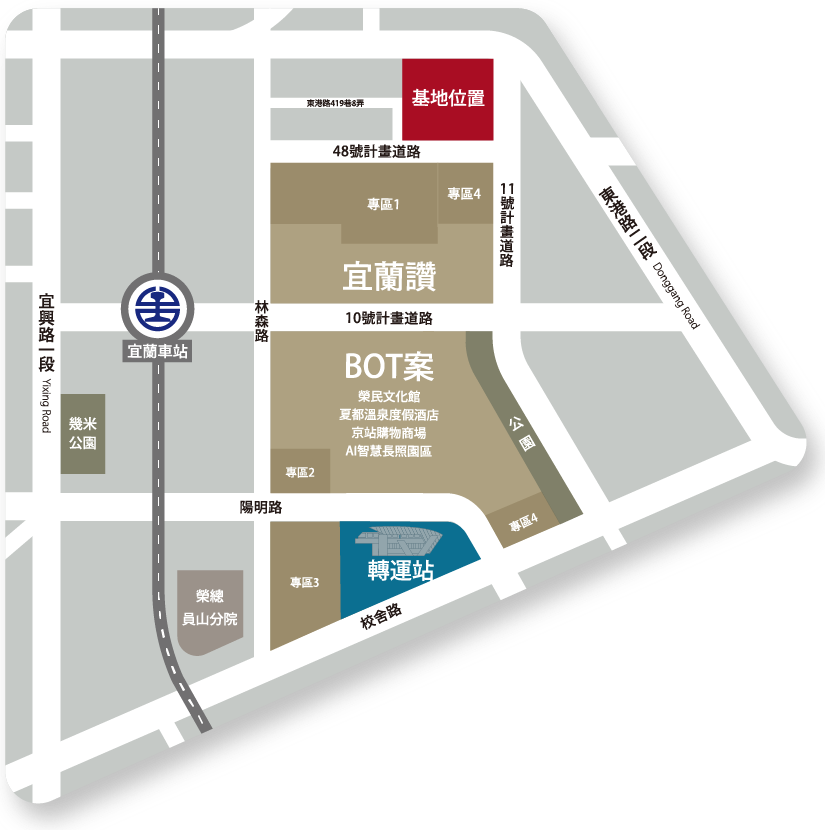 基地位置
東港路419巷8弄
48號計畫道路
專區1
專區4
11號計畫道路
東港路二段
Donggang Road
宜蘭讚
宜興路一段
Yixing Road
宜蘭車站
林森路
10號計畫道路
BOT案
榮民文化館
夏都溫泉度假酒店
京站購物商場
AI智慧長照園區
公園
幾米
公園
專區2
陽明路
專區4
轉運站
專區3
榮總
員山分院
校舍路